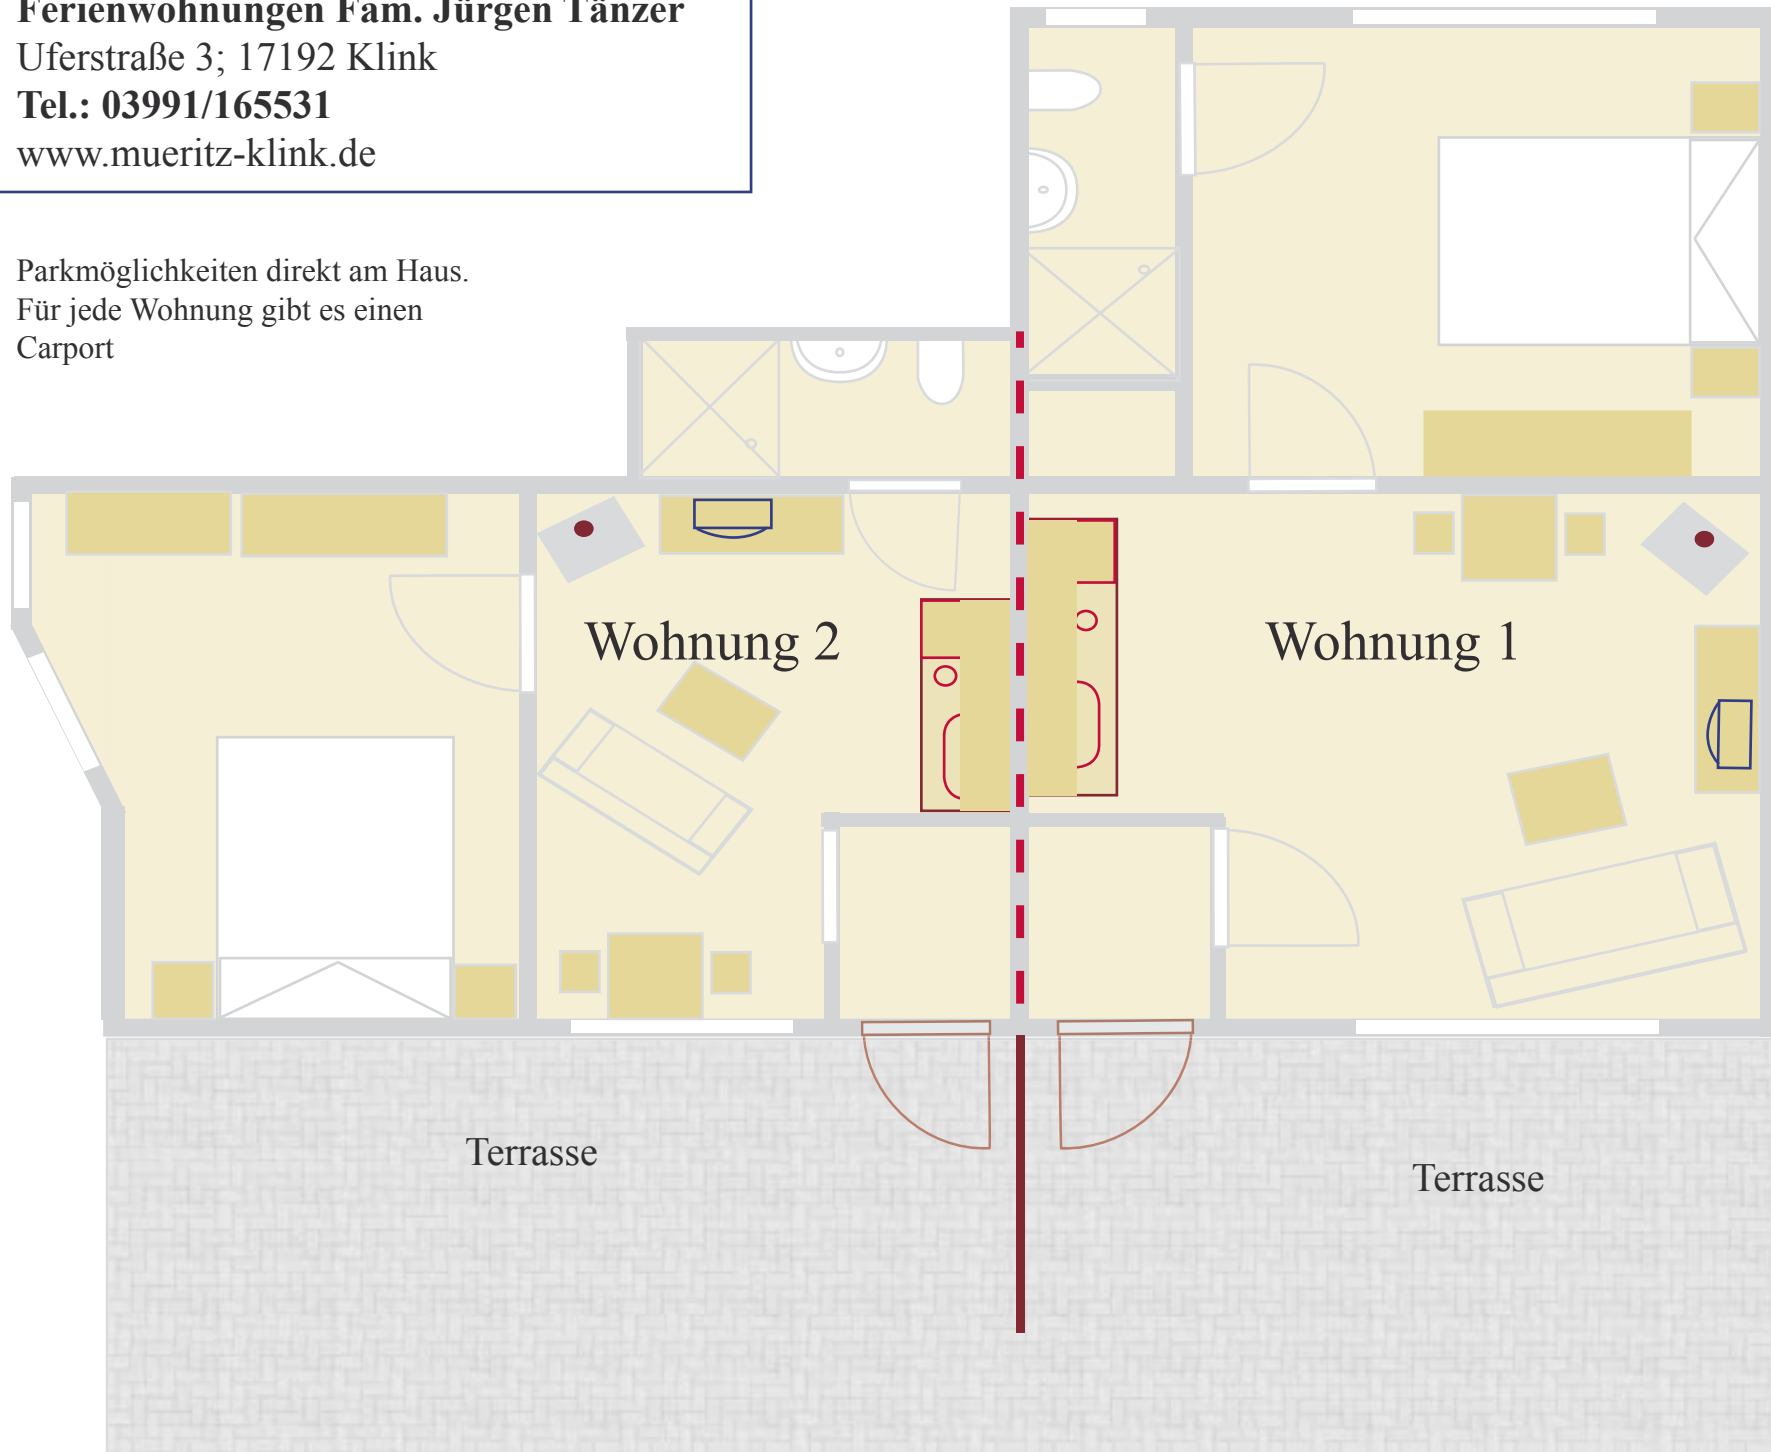 Ferienwohnungen Fam. Jürgen Tänzer
Uferstraße 3; 17192 Klink
Tel.: 03991/165531
www.mueritz-klink.de
Parkmöglichkeiten direkt am Haus.
Für jede Wohnung gibt es einen
Carport
Wohnung 2
Wohnung 1
Terrasse
Terrasse